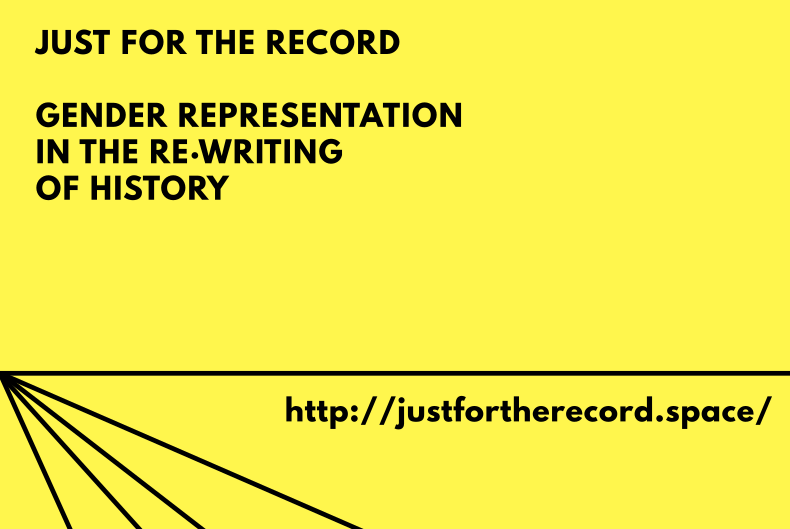 JUST FOR THE RECORD
GENDER REPRESENTATION
IN THE RE·WRITING
OF HISTORY
http://justfortherecord.space/